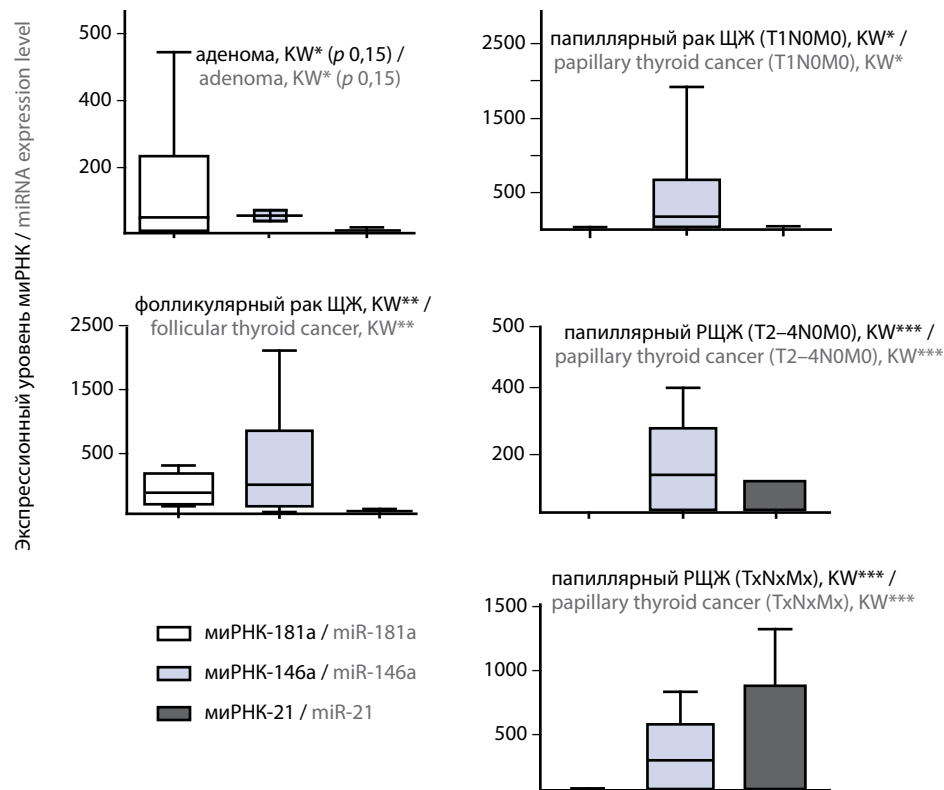 Экспрессионный уровень миРНК / miRNA expression level
500
400
200
аденома, KW* (p 0,15) /
adenoma, KW* (p 0,15)
2500
1500
500
папиллярный рак ЩЖ (T1N0M0), KW* /
papillary thyroid cancer (T1N0M0), KW*
фолликулярный рак ЩЖ, KW** /
follicular thyroid cancer, KW**
2500
1500
500
500
400
200
папиллярный РЩЖ (T2–4N0M0), KW*** /
papillary thyroid cancer (T2–4N0M0), KW***
папиллярный РЩЖ (TxNxMx), KW*** /
papillary thyroid cancer (TxNxMx), KW***
1500
1000
500
миРНК-181a / miR-181a
миРНК-146a / miR-146a
миРНК-21 / miR-21